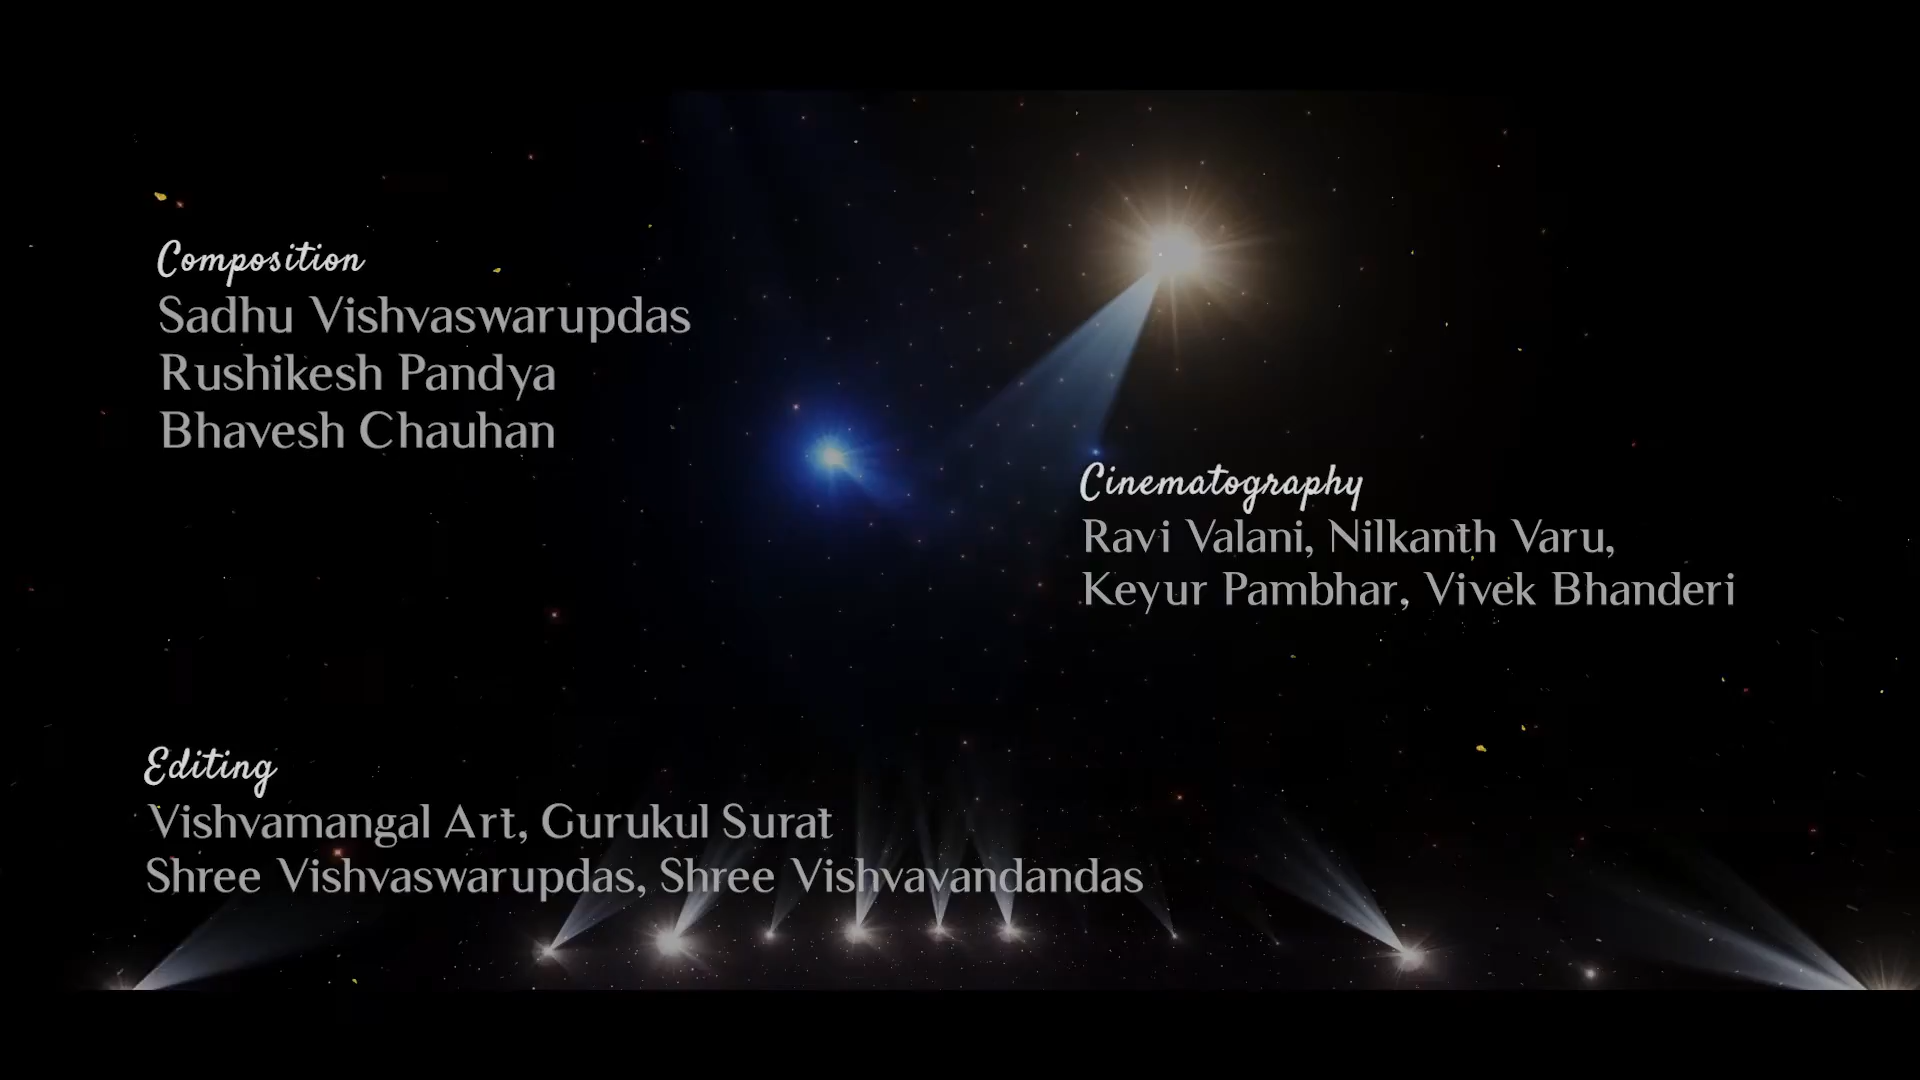 Composition
Sadhu Vishvaswarupdas
Rushikesh Pandya
Bhavesh Chauhan
Cinematography
Ravi Valani, Nilkanth Varu,
Keyur Pambhar, Vivek Bhanderi
Editing
Vishvamangal Art, Gurukul Surat
Shree Vishvaswarupdas, Shree Vishvavandandas